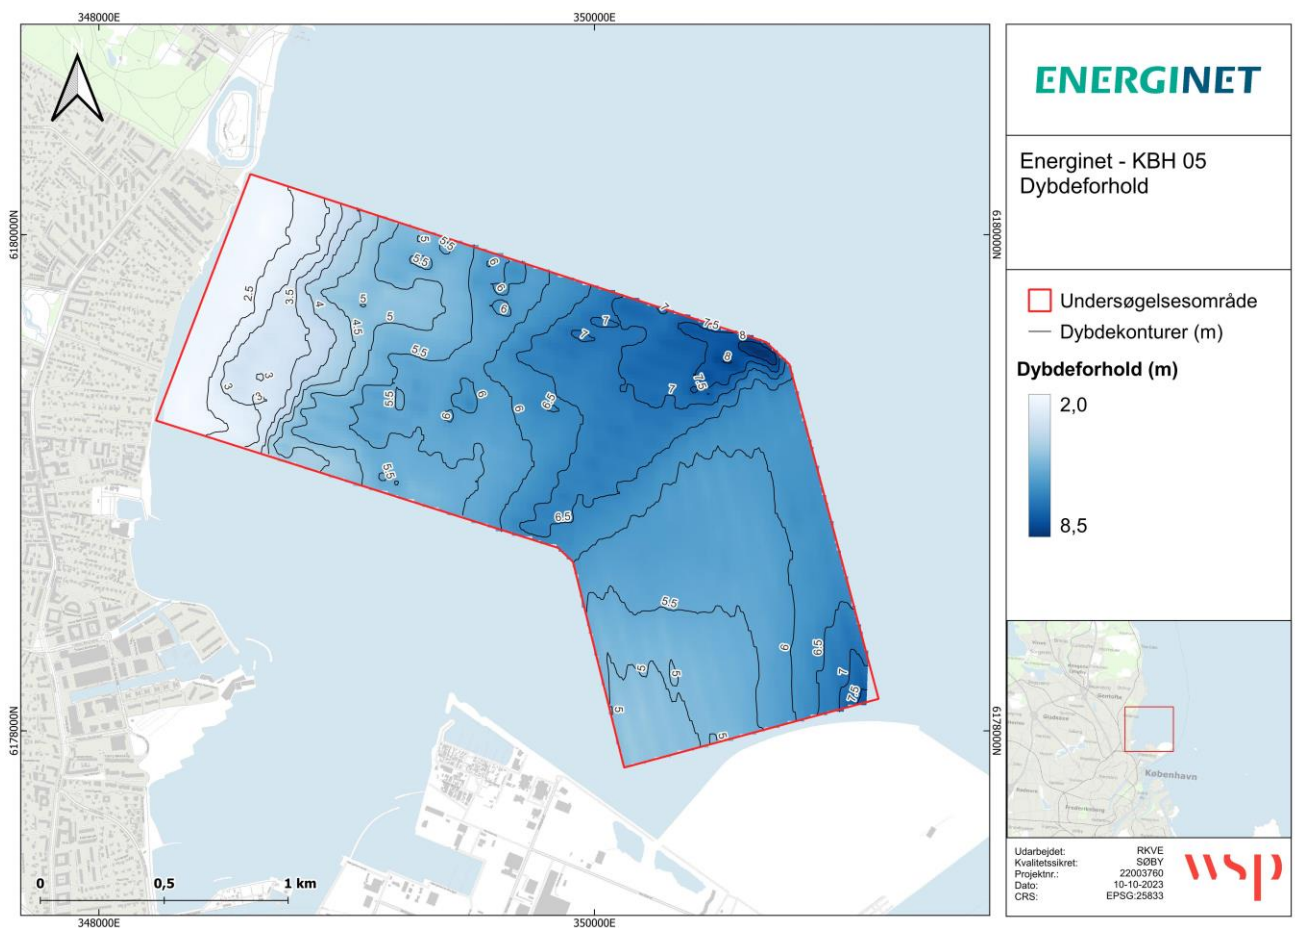 348000E
350000E
6180000N
6178000N
6180000N
6178000N
2.5
3.5
4
4.5
5
5
5.5
3
3
3
5
5.5
5.5
6
6
6
5.5
6
6
6
6.5
7
7
7
7.5
8
8
7
7.5
6.5
5.5
5.5
5
5
5
5
6
6.5
7
7.5
0
0,5
1 km
348000E
350000E
ENERGINET
Energinet - KBH 05
Dybdeforhold
Undersøgelsesområde
Dybdekonturer (m)
Dybdeforhold (m)
2,0
8,5
København
Udarbejdet: RKVE
Kvalitetssikret: SØBY
Projektnr.: 22003760
Dato: 10-10-2023
CRS: EPSG:25833
wsp